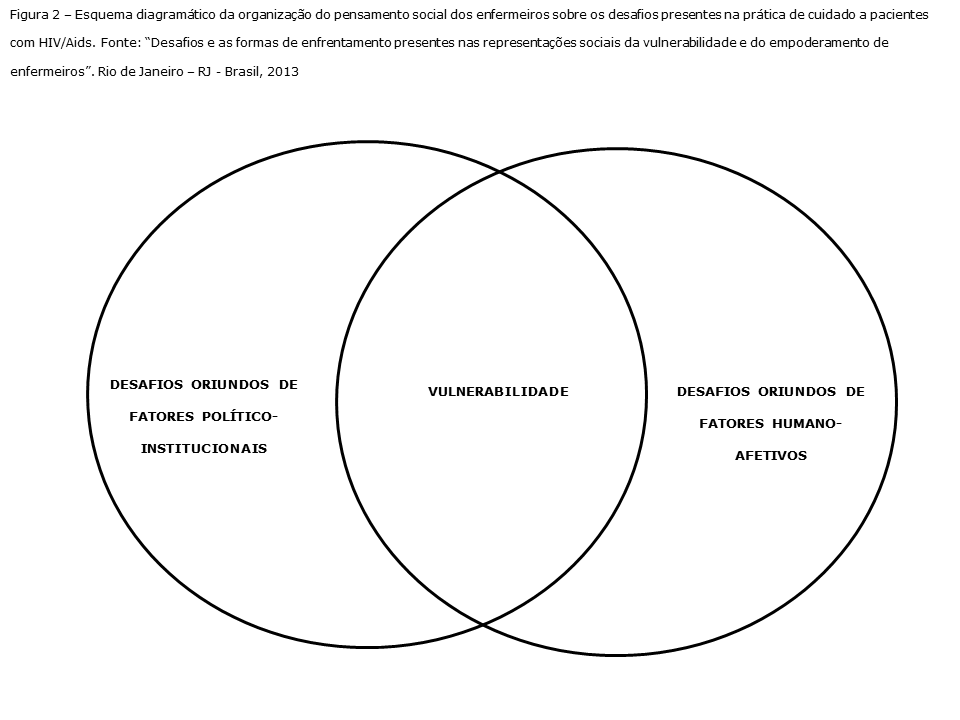 Figura 2 – Esquema diagramático da organização do pensamento social dos enfermeiros sobre os desafios presentes na prática de cuidado a pacientes
com HIV/Aids. Fonte: “Desafios e as formas de enfrentamento presentes nas representações sociais da vulnerabilidade e do empoderamento de
enfermeiros”. Rio de Janeiro – RJ - Brasil, 2013
DESAFIOS ORIUNDOS DE
FATORES POLÍTICO-
INSTITUCIONAIS
VULNERABILIDADE
DESAFIOS ORIUNDOS DE
FATORES HUMANO-
AFETIVOS